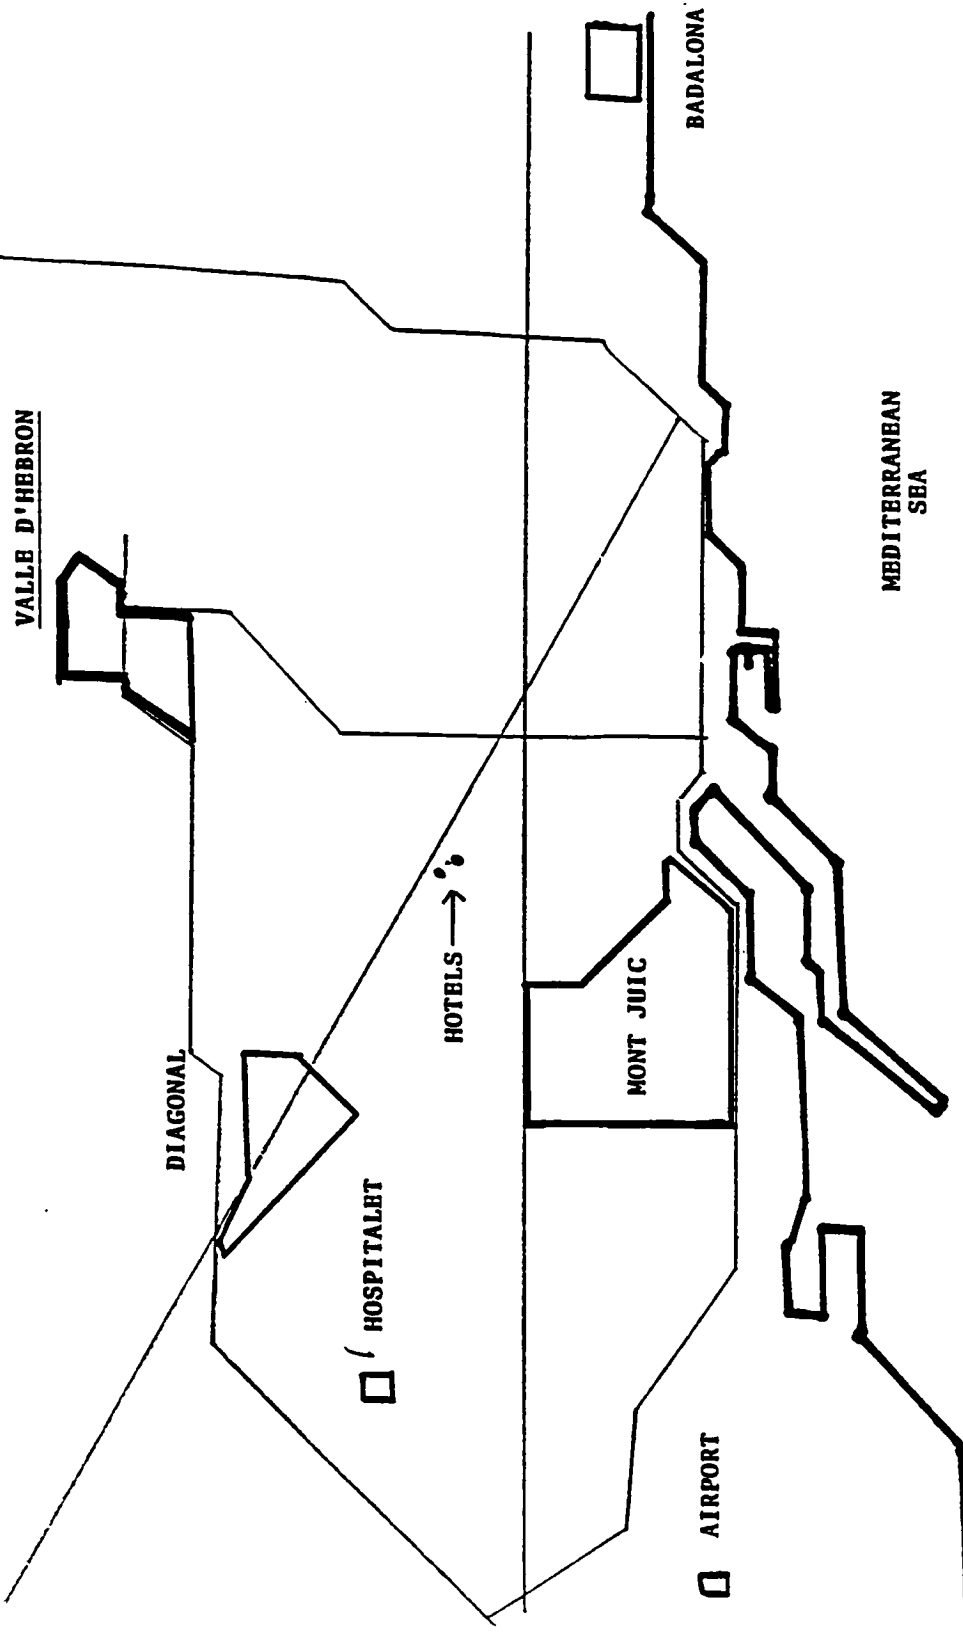 VALLE D'HEBRON
DIAGONAL
BADALONA
HOTELS
HOSPITALET
MONT JUIC
AIRPORT
MEDITERRANEAN
SEA